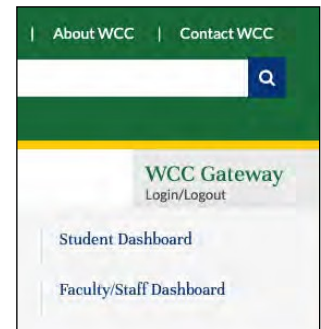 | About WCC | Contact WCC
WCC Gateway
Login/Logout
Student Dashboard
Faculty/Staff Dashboard